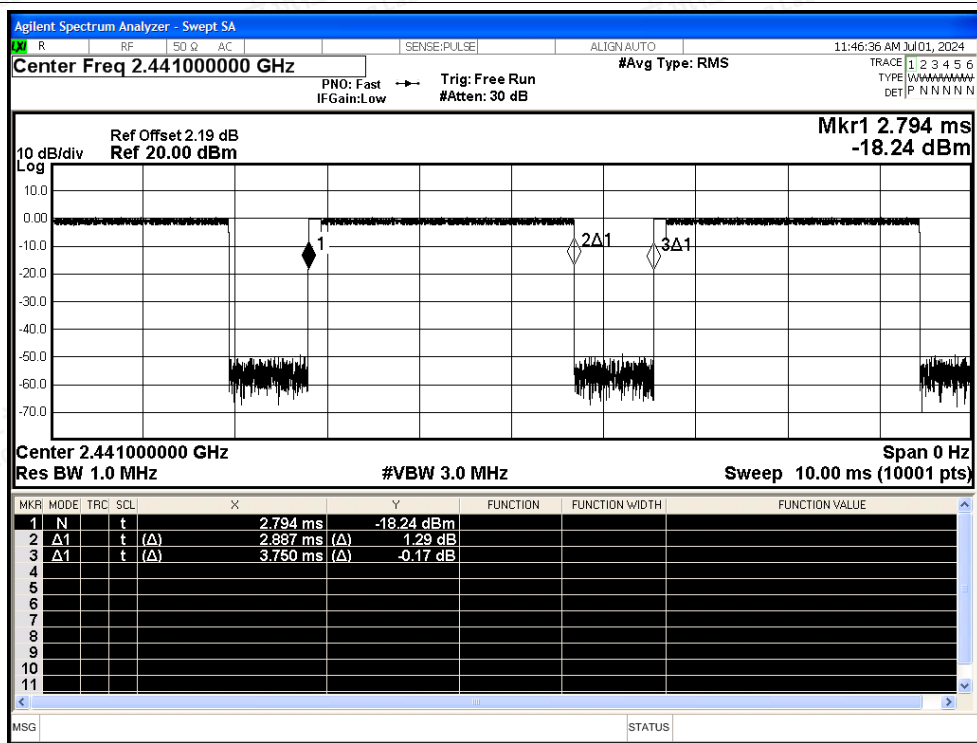 Agilent Spectrum Analyzer - Swept SA
LXI R RF 50 Ω AC SENSE:PULSE ALIGN AUTO 11:46:36 AM Jul 01, 2024
Center Freq 2.441000000 GHz #Avg Type: RMS TRACE 1 2 3 4 5 6
PNO: Fast Trig: Free Run TYPE WWWWWW
IFGain:Low #Atten: 30 dB DET P N N N N N
Mkr1 2.794 ms
Ref Offset 2.19 dB
10 dB/div Ref 20.00 dBm -18.24 dBm
Log
10.0
0.00
-10.0
1 2Δ1 3Δ1
-20.0
-30.0
-40.0
-50.0
-60.0
-70.0
Center 2.441000000 GHz Span 0 Hz
Res BW 1.0 MHz #VBW 3.0 MHz Sweep 10.00 ms (10001 pts)
MKR MODE TRC SCL X Y FUNCTION FUNCTION WIDTH FUNCTION VALUE
1 N t 2.794 ms -18.24 dBm
2 Δ1 t (Δ) 2.887 ms (Δ) 1.29 dB
3 Δ1 t (Δ) 3.750 ms (Δ) -0.17 dB
4
5
6
7
8
9
10
11
MSG STATUS